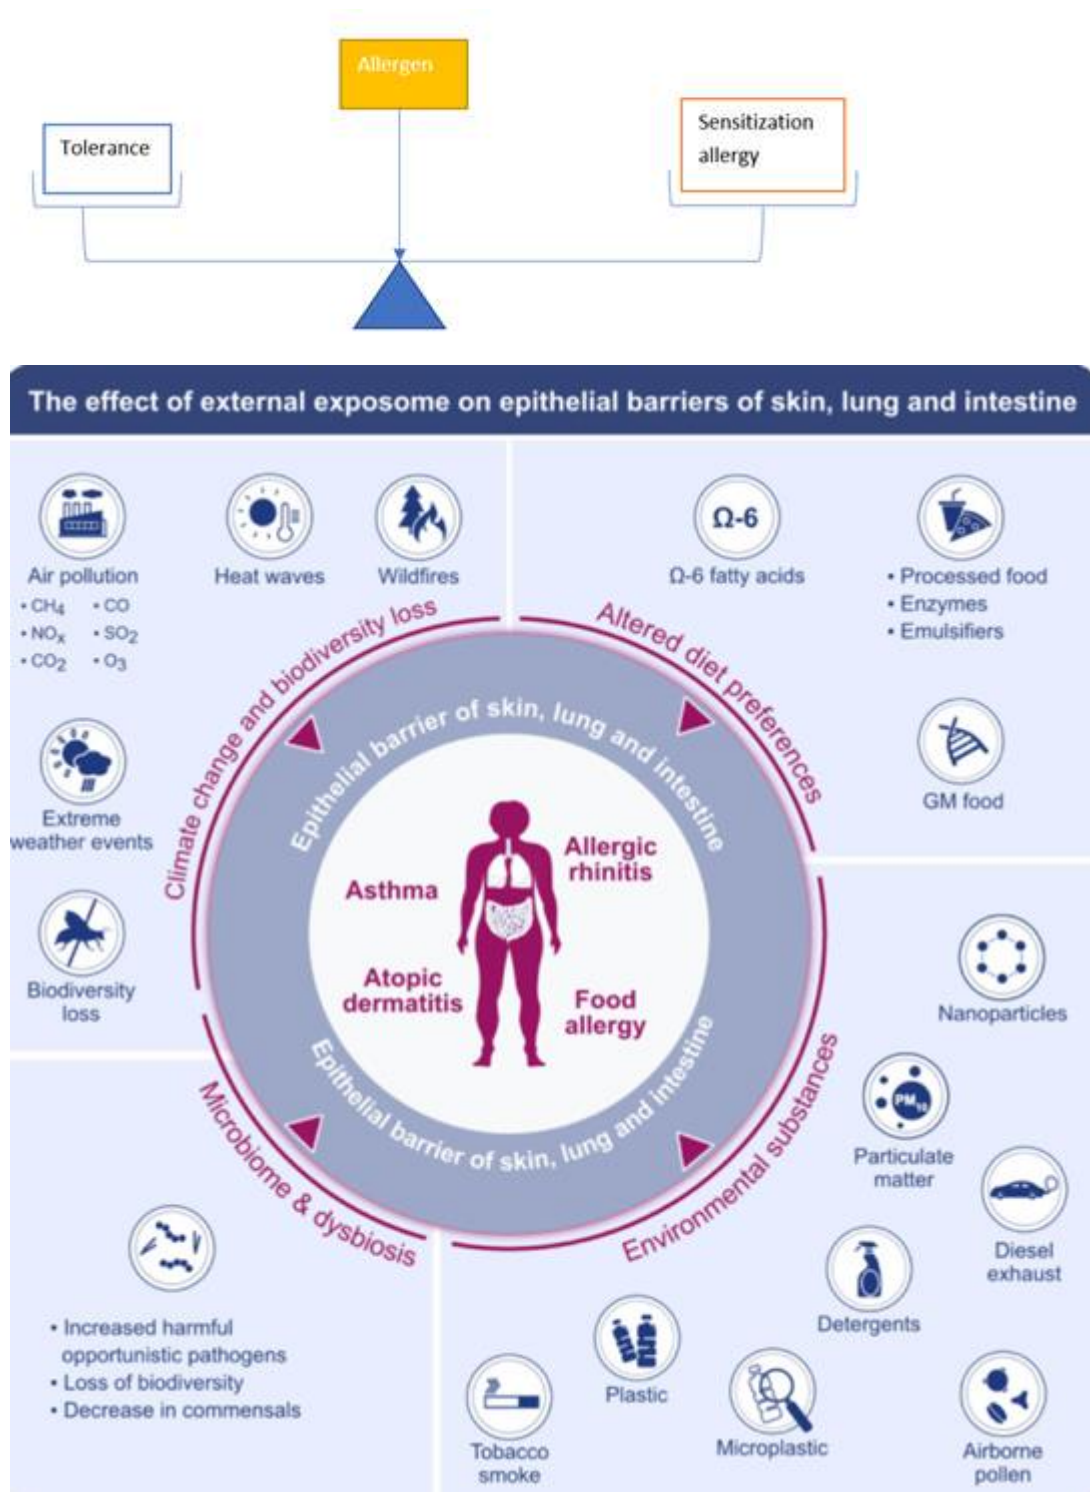 Allergen
Tolerance
Sensitization
allergy
The effect of external exposome on epithelial barriers of skin, lung and intestine
Air pollution
• CH₄ • CO
• NOₓ • SO₂
• CO₂ • O₃
Heat waves
Wildfires
Ω-6
Ω-6 fatty acids
• Processed food
• Enzymes
• Emulsifiers
Climate change and biodiversity loss
Altered diet preferences
Epithelial barrier of skin, lung and intestine
Extreme
weather events
GM food
Biodiversity
loss
Asthma
Allergic
rhinitis
Atopic
dermatitis
Food
allergy
Epithelial barrier of skin, lung and intestine
Microbiome & dysbiosis
Environmental substances
Nanoparticles
PM₁₀
Particulate
matter
Diesel
exhaust
Detergents
• Increased harmful
opportunistic pathogens
• Loss of biodiversity
• Decrease in commensals
Plastic
Tobacco
smoke
Microplastic
Airborne
pollen